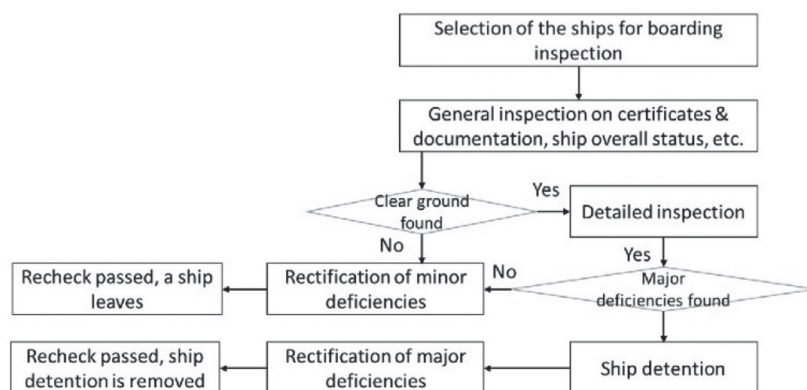 Selection of the ships for boarding
inspection
General inspection on certificates &
documentation, ship overall status, etc.
Clear ground
found
Yes
Detailed inspection
No
Yes
Recheck passed, a ship
leaves
Rectification of minor
deficiencies
No
Major
deficiencies found
Recheck passed, ship
detention is removed
Rectification of major
deficiencies
Ship detention